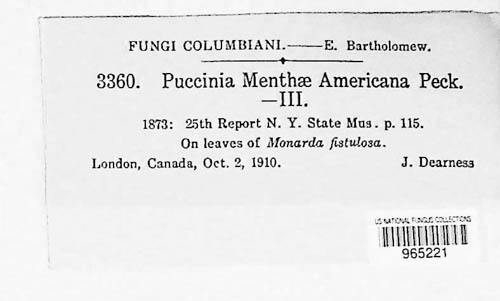 FUNGI COLUMBIANI.——E. Bartholomew.
3360. Puccinia Menthæ Americana Peck.
—III.
1873: 25th Report N. Y. State Mus. p. 115.
On leaves of Monarda fistulosa.
London, Canada, Oct. 2, 1910. J. Dearness
US NATIONAL FUNGUS COLLECTIONS
965221